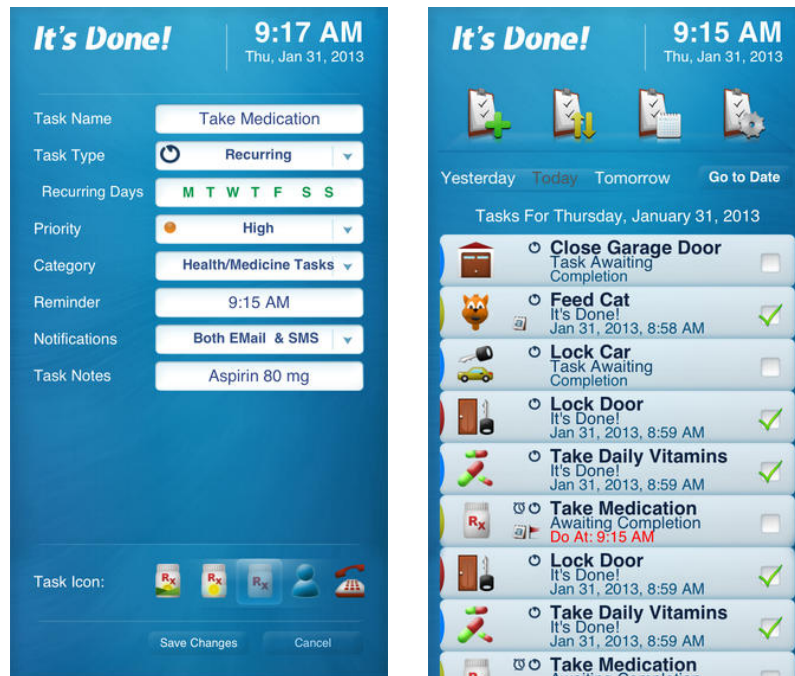 It's Done!
9:17 AM
Thu, Jan 31, 2013
Task Name Take Medication
Task Type Recurring
Recurring Days M T W T F S S
Priority High
Category Health/Medicine Tasks
Reminder 9:15 AM
Notifications Both EMail & SMS
Task Notes Aspirin 80 mg
Task Icon: Rx Rx Rx
Save Changes Cancel
It's Done!
9:15 AM
Thu, Jan 31, 2013
Yesterday Today Tomorrow Go to Date
Tasks For Thursday, January 31, 2013
Close Garage Door
Task Awaiting
Completion
Feed Cat
It's Done!
a Jan 31, 2013, 8:58 AM
Lock Car
Task Awaiting
Completion
Lock Door
It's Done!
Jan 31, 2013, 8:59 AM
Take Daily Vitamins
It's Done!
Jan 31, 2013, 8:59 AM
Take Medication
Rx Awaiting Completion
a Do At: 9:15 AM
Lock Door
It's Done!
Jan 31, 2013, 8:59 AM
Take Daily Vitamins
It's Done!
Jan 31, 2013, 8:59 AM
Take Medication
Rx Awaiting Completion